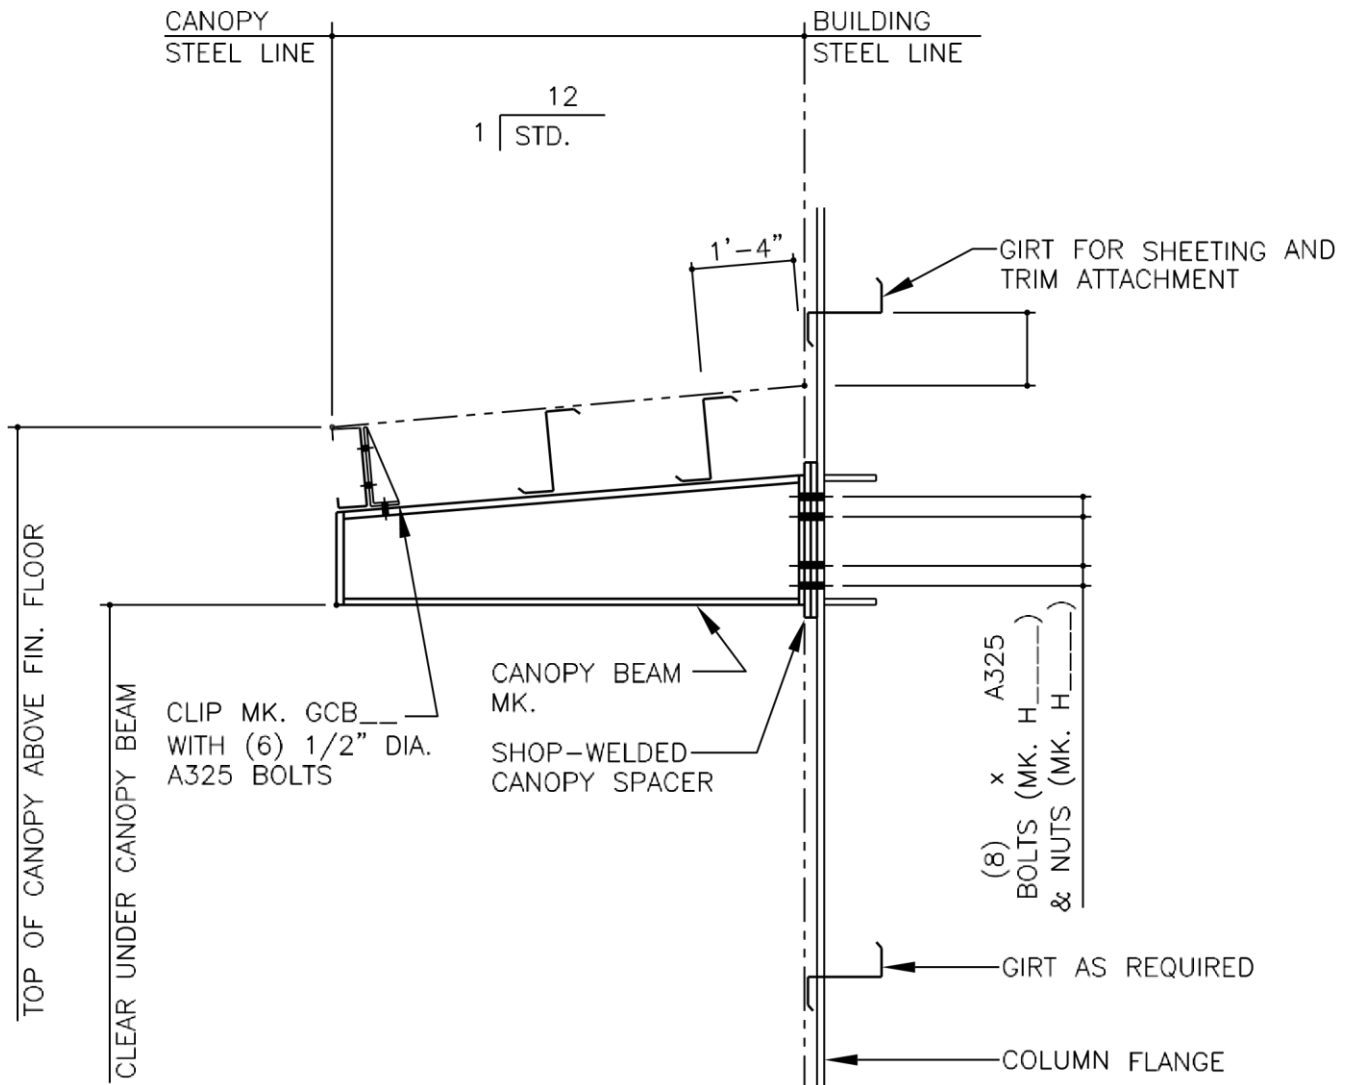 CANOPY
STEEL LINE
BUILDING
STEEL LINE
12
1
STD.
1'-4"
GIRT FOR SHEETING AND
TRIM ATTACHMENT
TOP OF CANOPY ABOVE FIN. FLOOR
CLEAR UNDER CANOPY BEAM
CLIP MK. GCB__
WITH (6) 1/2" DIA.
A325 BOLTS
CANOPY BEAM
MK.
SHOP-WELDED
CANOPY SPACER
(8) x A325
BOLTS (MK. H_____)
& NUTS (MK. H_____)
GIRT AS REQUIRED
COLUMN FLANGE